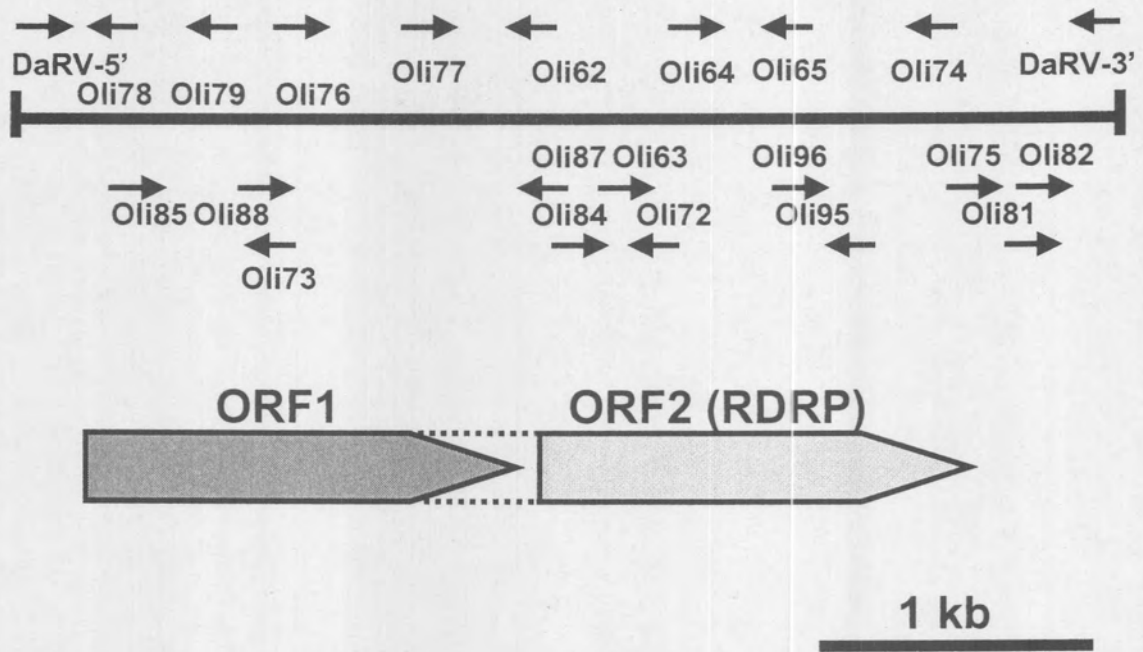 DaRV-5' Oli77 Oli62 Oli64 Oli65 Oli74 DaRV-3'
Oli78 Oli79 Oli76
Oli87 Oli63 Oli96 Oli75 Oli82
Oli85 Oli88 Oli84 Oli72 Oli95 Oli81
Oli73
ORF1 ORF2 (RDRP)
1 kb